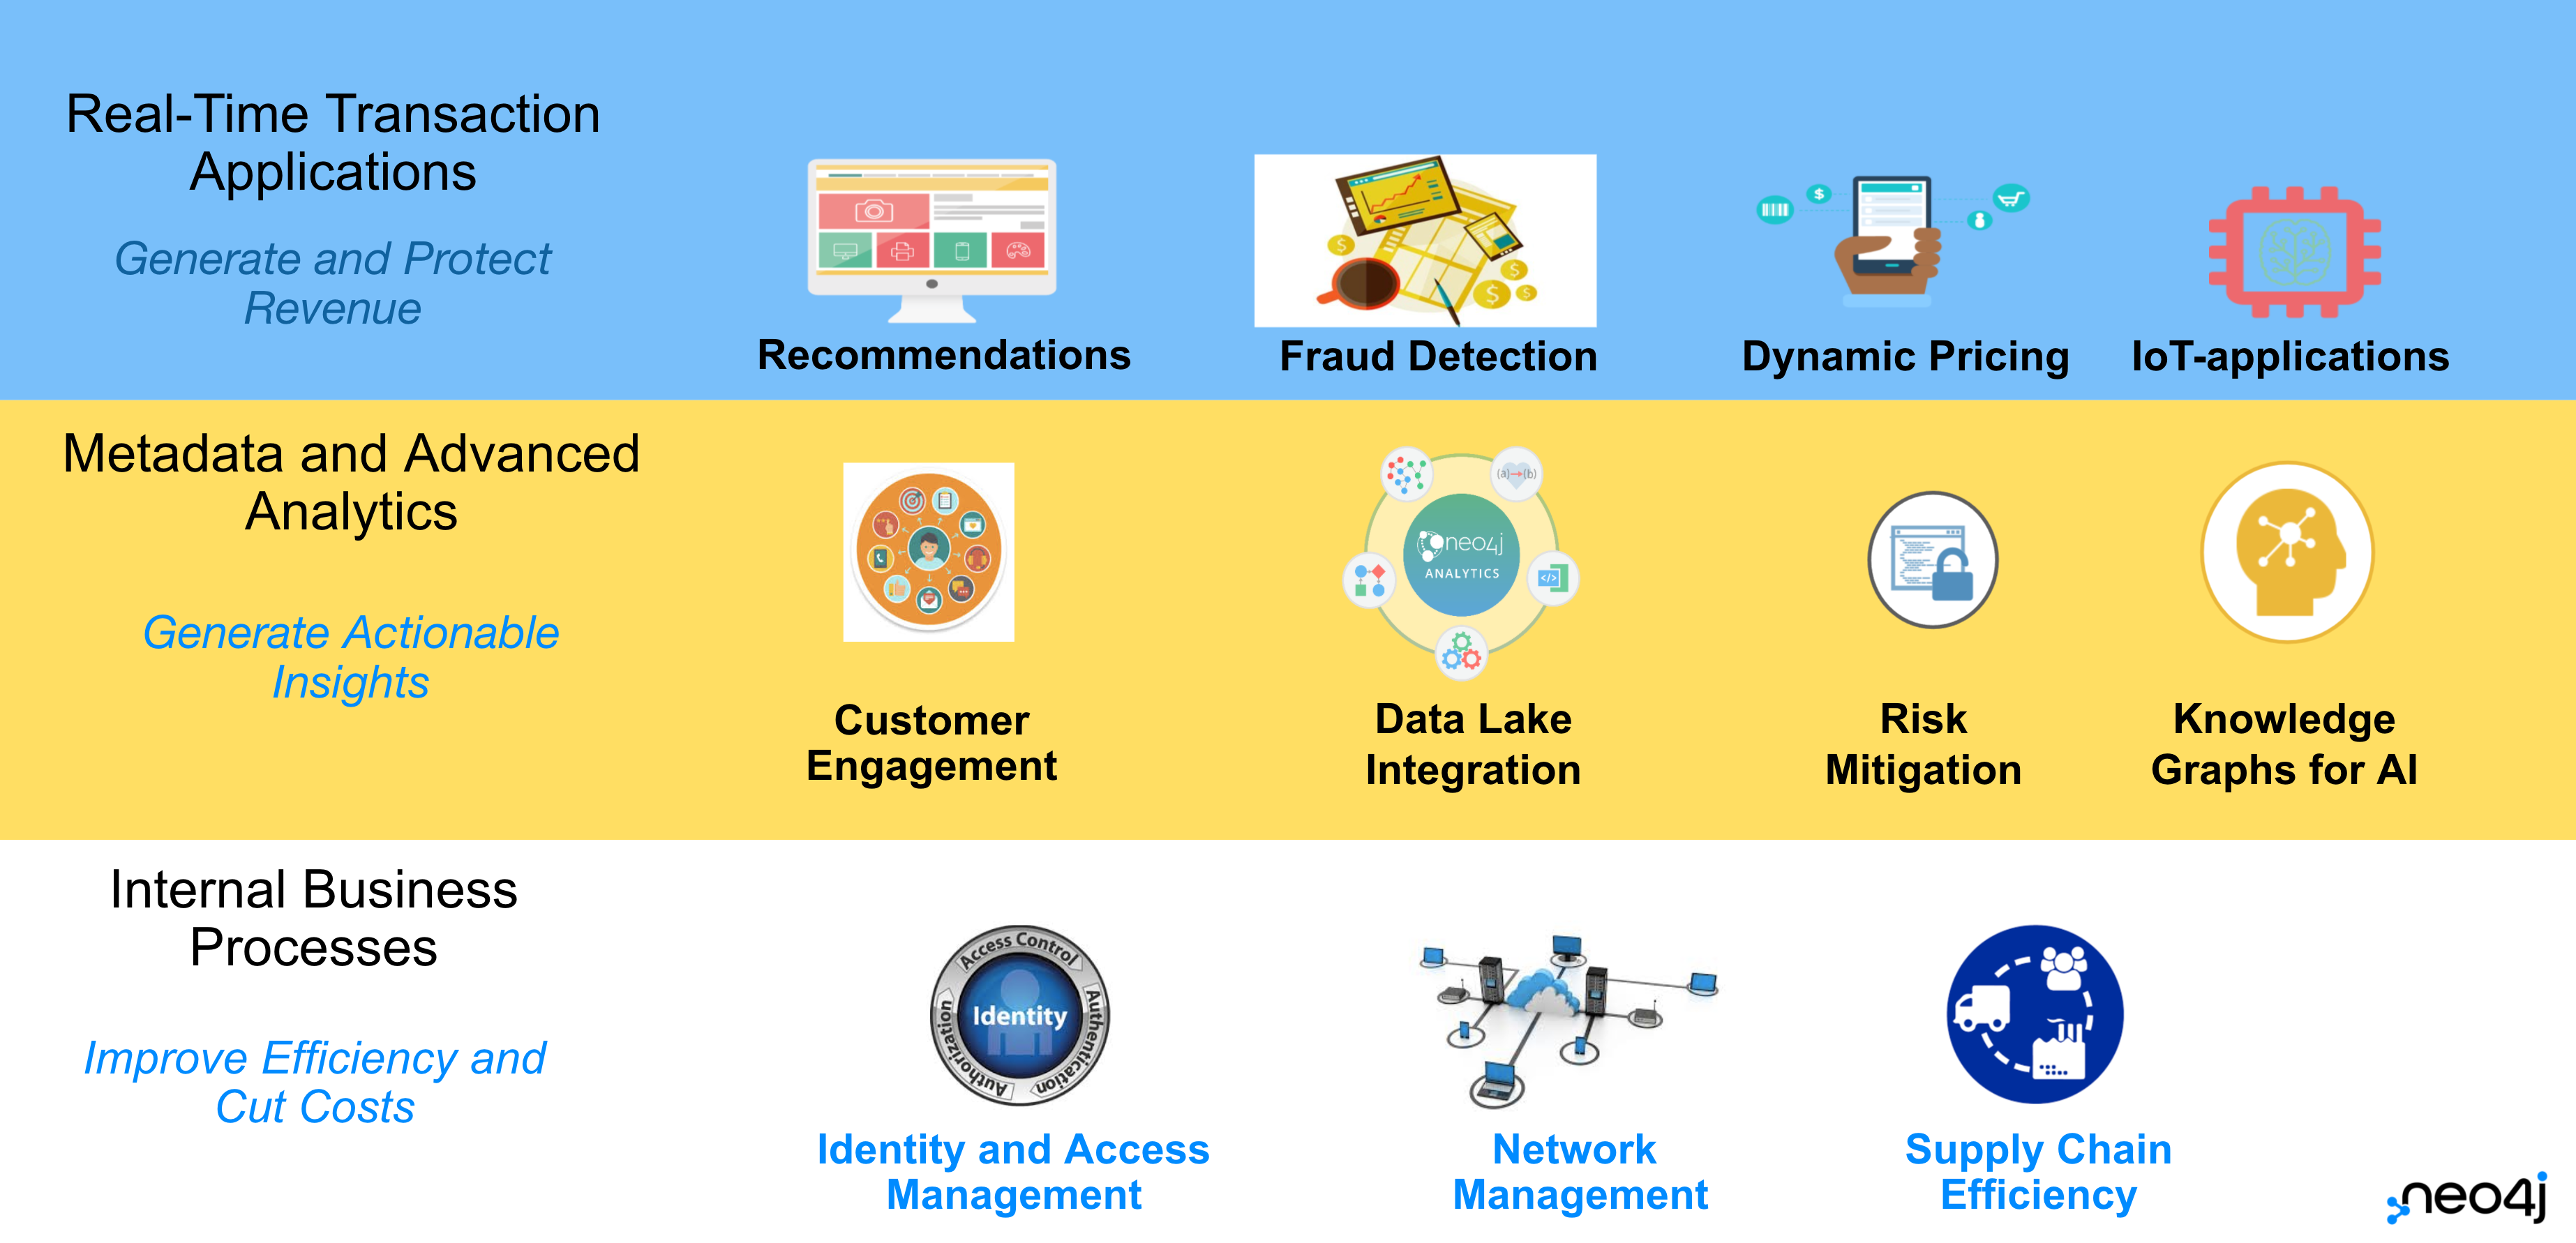 Real-Time Transaction
Applications
Generate and Protect
Revenue
Recommendations
Fraud Detection
Dynamic Pricing
IoT-applications
Metadata and Advanced
Analytics
Generate Actionable
Insights
(a)→(b)
neo4j
ANALYTICS
</>
Customer
Engagement
Data Lake
Integration
Risk
Mitigation
Knowledge
Graphs for AI
Internal Business
Processes
Improve Efficiency and
Cut Costs
Access Control
Authentication
Authorization
Identity
Identity and Access
Management
Network
Management
Supply Chain
Efficiency
neo4j